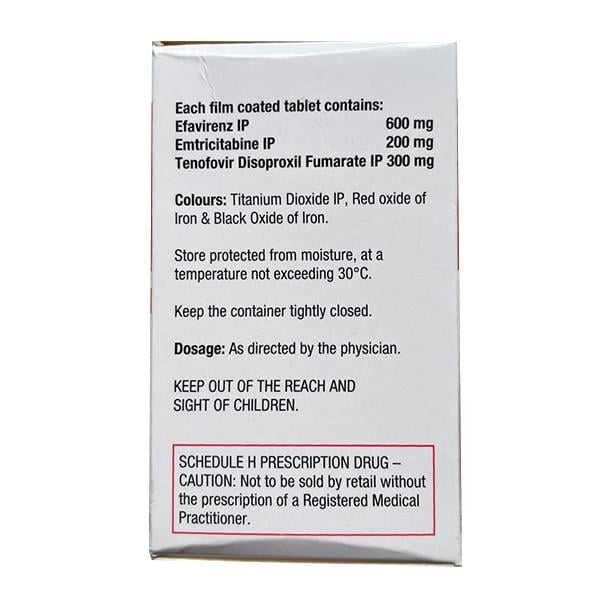 Each film coated tablet contains:
Efavirenz IP 600 mg
Emtricitabine IP 200 mg
Tenofovir Disoproxil Fumarate IP 300 mg
Colours: Titanium Dioxide IP, Red oxide of
Iron & Black Oxide of Iron.
Store protected from moisture, at a
temperature not exceeding 30°C.
Keep the container tightly closed.
Dosage: As directed by the physician.
KEEP OUT OF THE REACH AND
SIGHT OF CHILDREN.
SCHEDULE H PRESCRIPTION DRUG –
CAUTION: Not to be sold by retail without
the prescription of a Registered Medical
Practitioner.